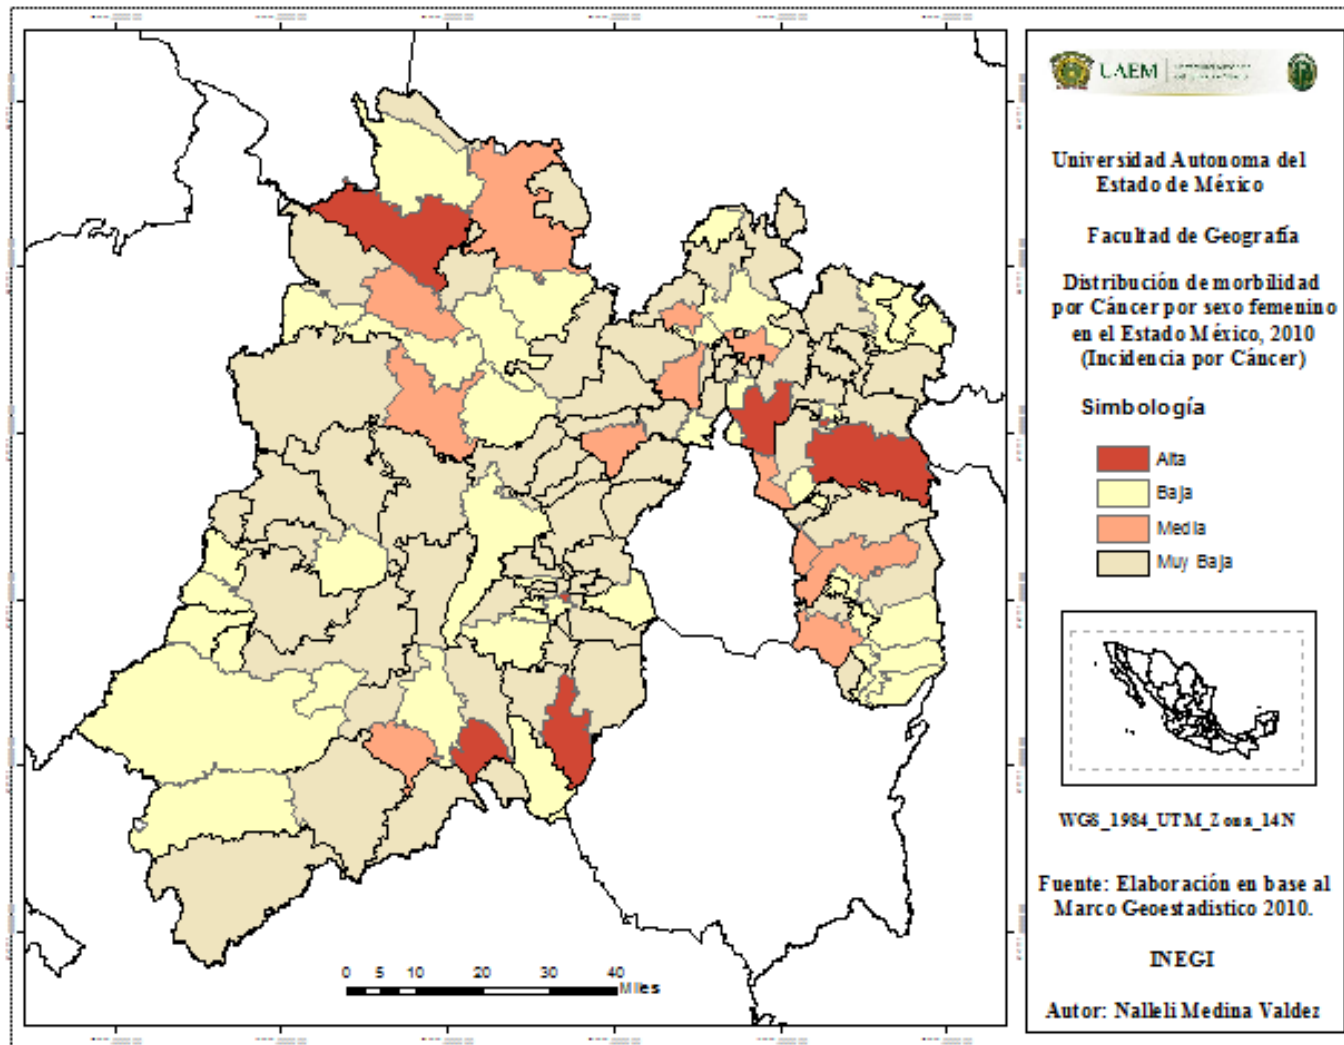 UAEM
Universidad Autonoma del
Estado de México
Facultad de Geografía
Distribución de morbilidad
por Cáncer por sexo femenino
en el Estado México, 2010
(Incidencia por Cáncer)
Simbología
Alta
Baja
Media
Muy Baja
WGS_1984_UTM_Zona_14N
Fuente: Elaboración en base al
Marco Geoestadistico 2010.
INEGI
Autor: Nalleli Medina Valdez
0 5 10 20 30 40
Miles